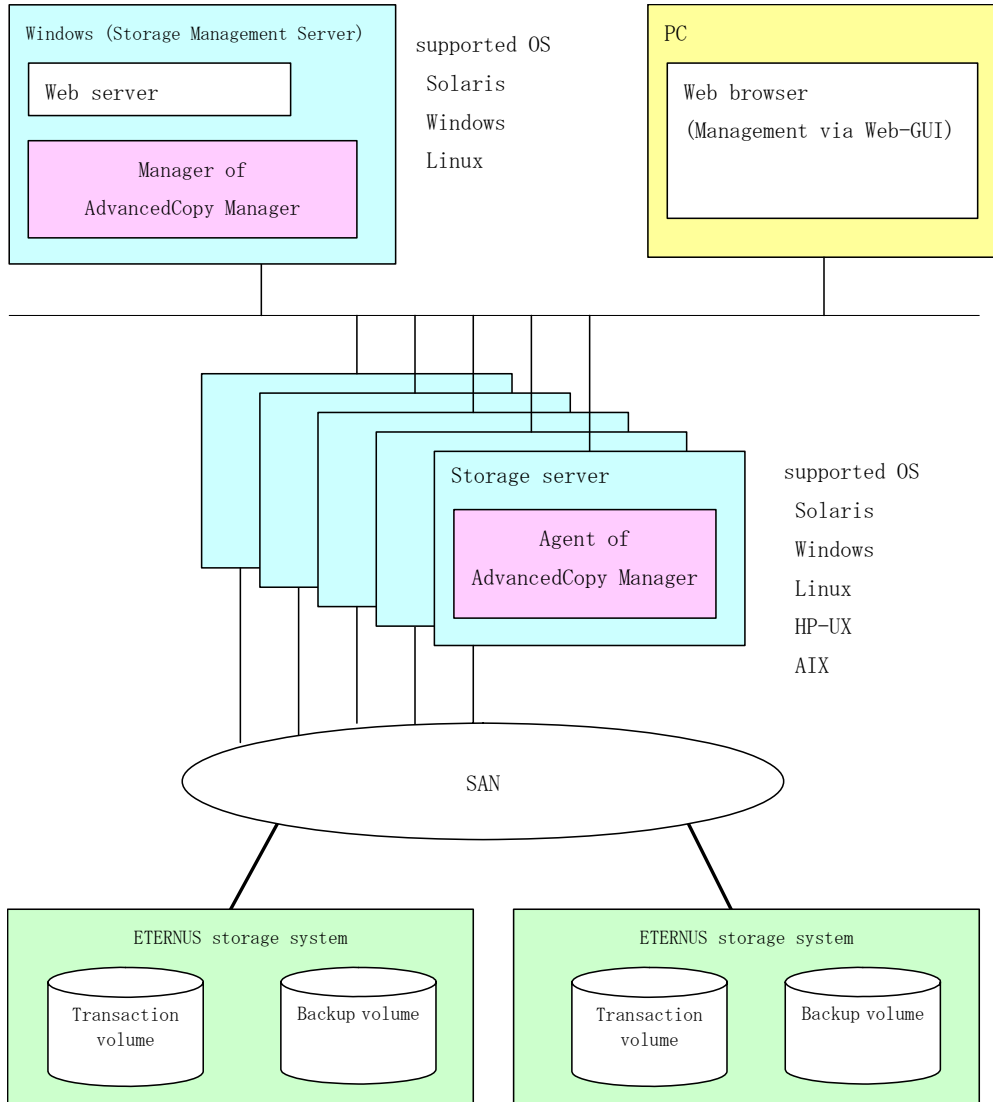 Windows (Storage Management Server)
Web server
Manager of
AdvancedCopy Manager
supported OS
Solaris
Windows
Linux
PC
Web browser
(Management via Web-GUI)
Storage server
Agent of
AdvancedCopy Manager
supported OS
Solaris
Windows
Linux
HP-UX
AIX
SAN
ETERNUS storage system
Transaction
volume
Backup volume
ETERNUS storage system
Transaction
volume
Backup volume